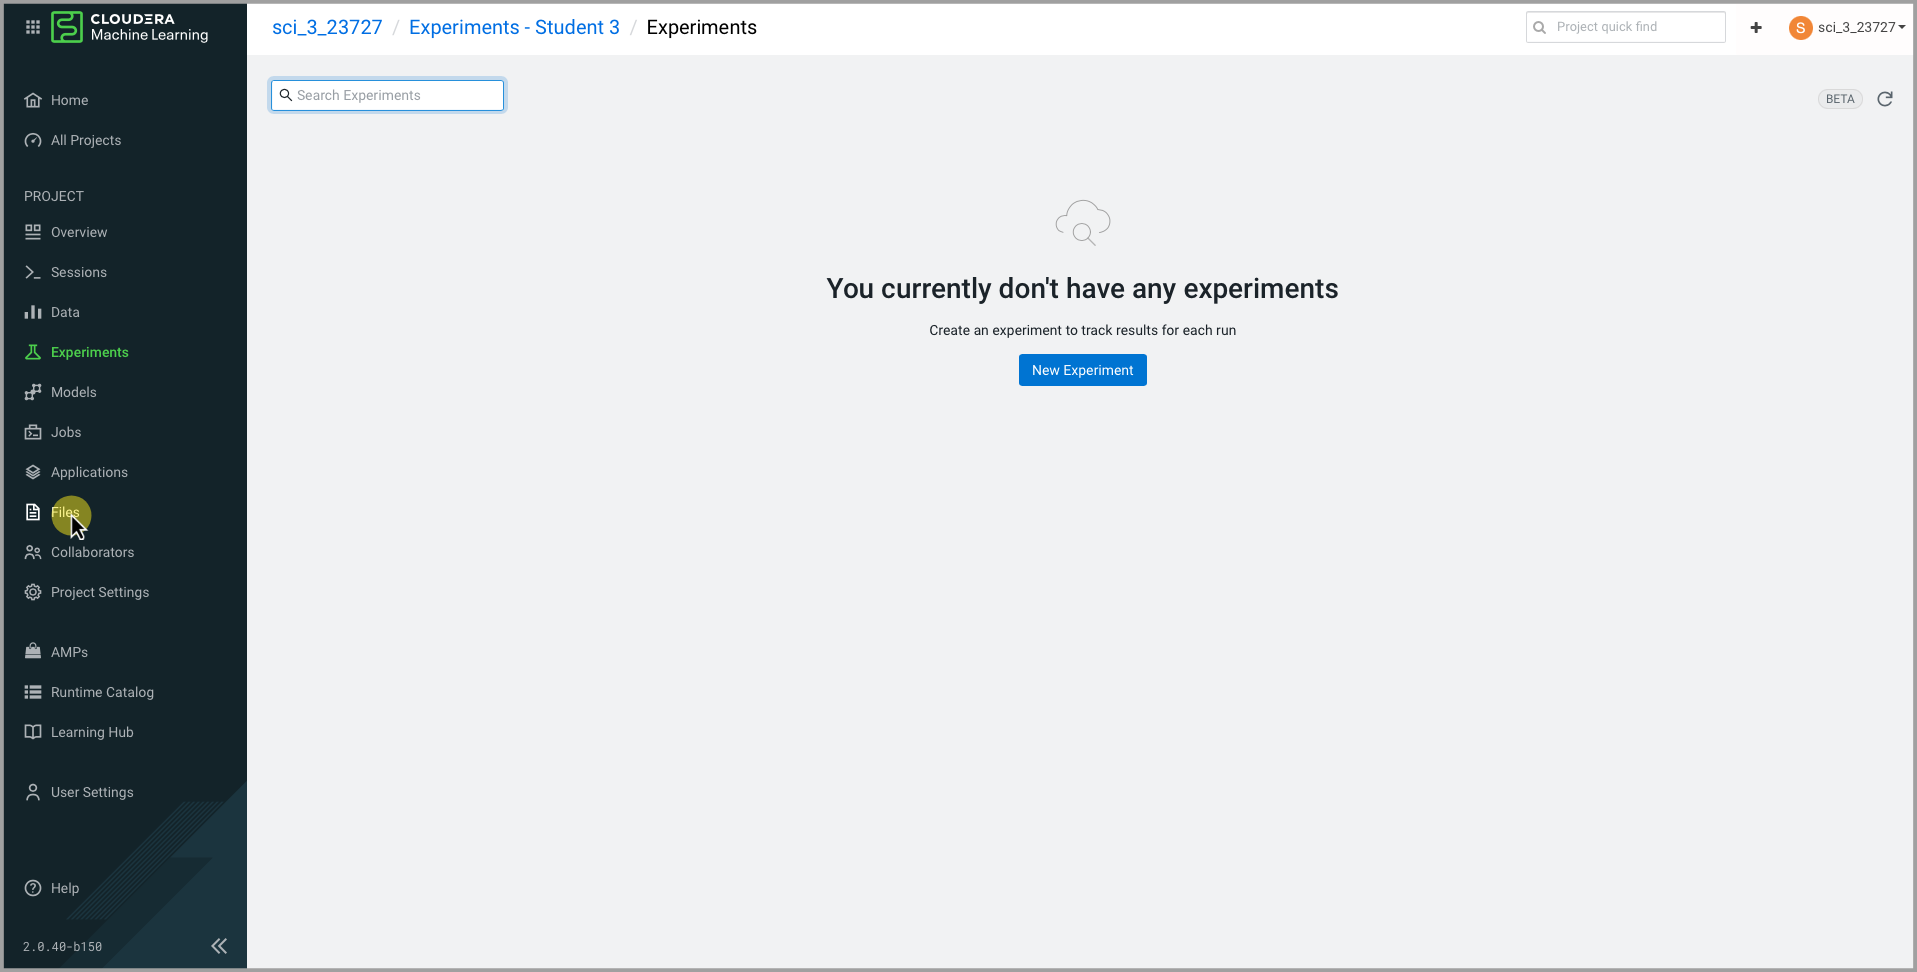 CLOUDERA
Machine Learning
sci_3_23727 / Experiments - Student 3 / Experiments
Project quick find
+
S
sci_3_23727
Search Experiments
BETA
Home
All Projects
PROJECT
Overview
Sessions
Data
Experiments
Models
Jobs
Applications
Files
Collaborators
Project Settings
AMPs
Runtime Catalog
Learning Hub
User Settings
Help
2.0.40-b150
You currently don't have any experiments
Create an experiment to track results for each run
New Experiment